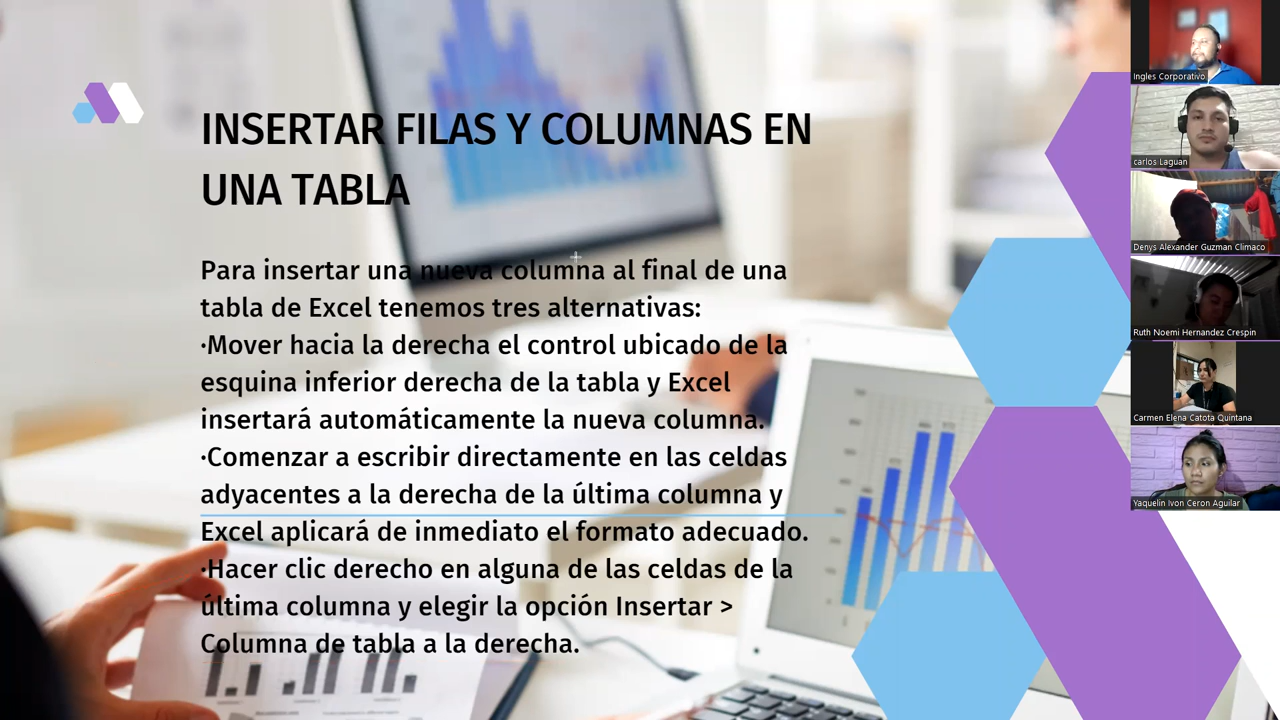 INSERTAR FILAS Y COLUMNAS EN
UNA TABLA
Para insertar una nueva columna al final de una
tabla de Excel tenemos tres alternativas:
·Mover hacia la derecha el control ubicado de la
esquina inferior derecha de la tabla y Excel
insertará automáticamente la nueva columna.
·Comenzar a escribir directamente en las celdas
adyacentes a la derecha de la última columna y
Excel aplicará de inmediato el formato adecuado.
·Hacer clic derecho en alguna de las celdas de la
última columna y elegir la opción Insertar >
Columna de tabla a la derecha.
Ingles Corporativo
carlos Laguan
Denys Alexander Guzman Climaco
Ruth Noemi Hernandez Crespin
Carmen Elena Catota Quintana
Yaquelin Ivon Ceron Aguilar